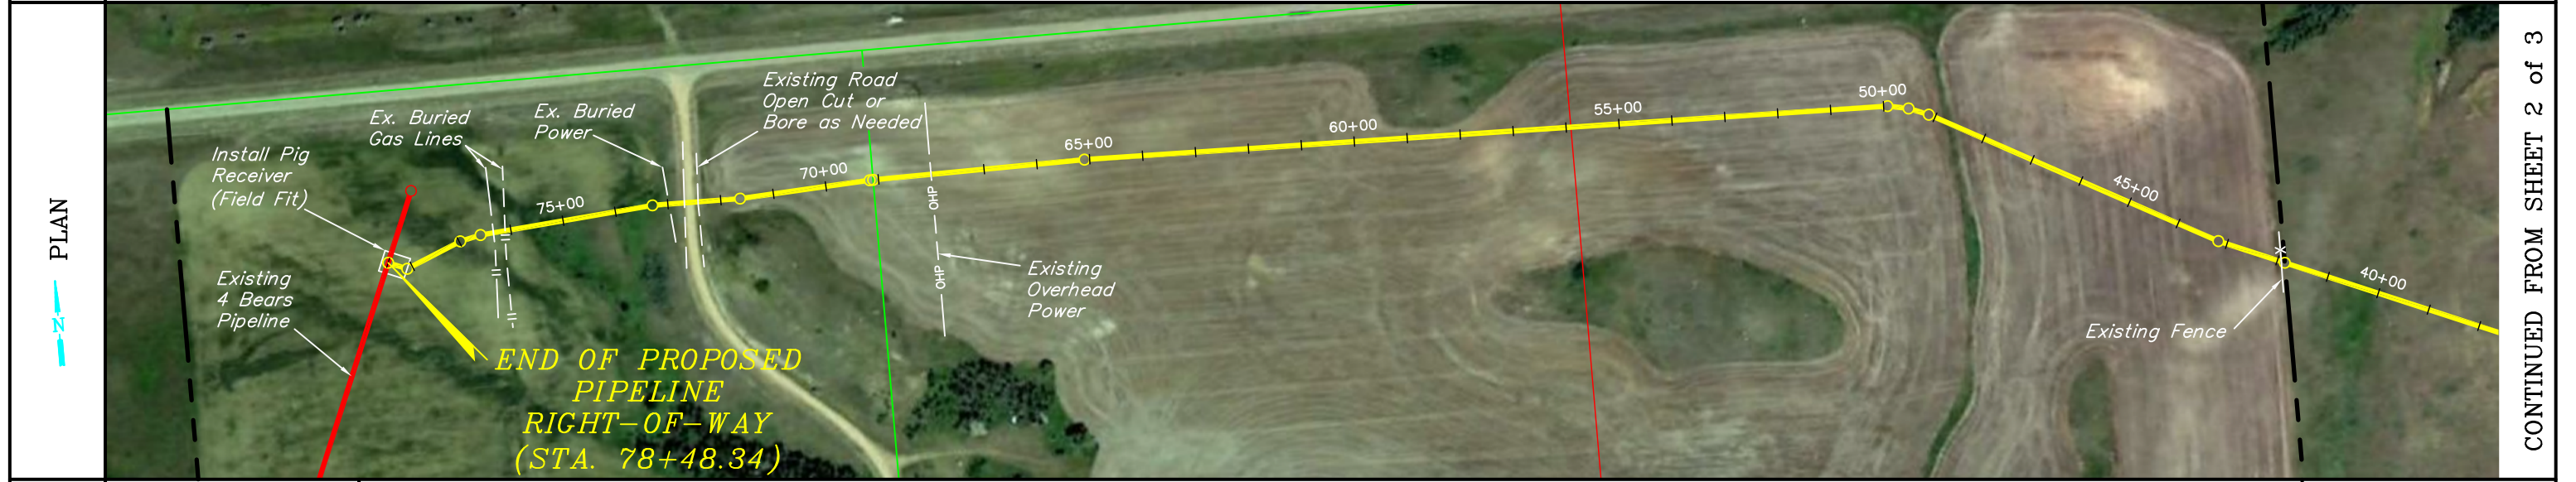 PLAN
N
Install Pig
Receiver
(Field Fit)
Existing
4 Bears
Pipeline
Ex. Buried
Gas Lines
Ex. Buried
Power
Existing Road
Open Cut or
Bore as Needed
END OF PROPOSED
PIPELINE
RIGHT-OF-WAY
(STA. 78+48.34)
75+00
70+00
65+00
60+00
55+00
50+00
45+00
40+00
OHP
OHP
Existing
Overhead
Power
X
Existing Fence
CONTINUED FROM SHEET 2 of 3